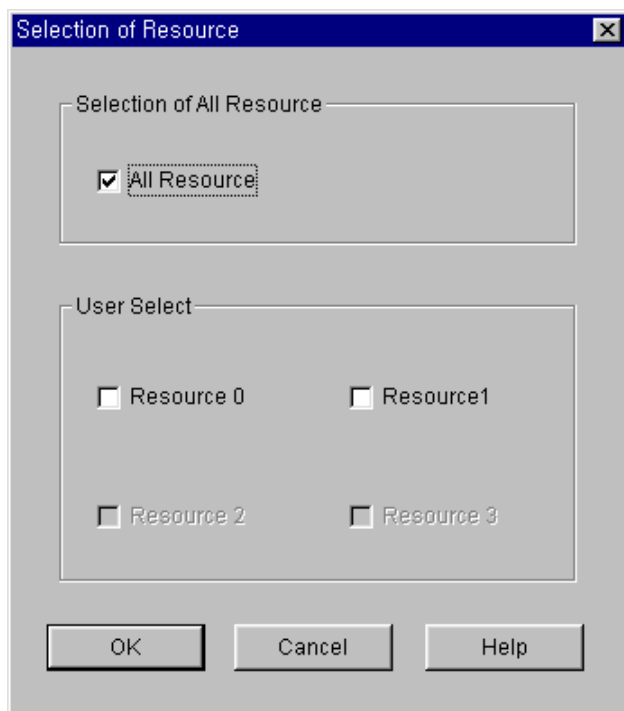 Selection of Resource
Selection of All Resource
All Resource
User Select
Resource 0 Resource1
Resource 2 Resource 3
OK Cancel Help